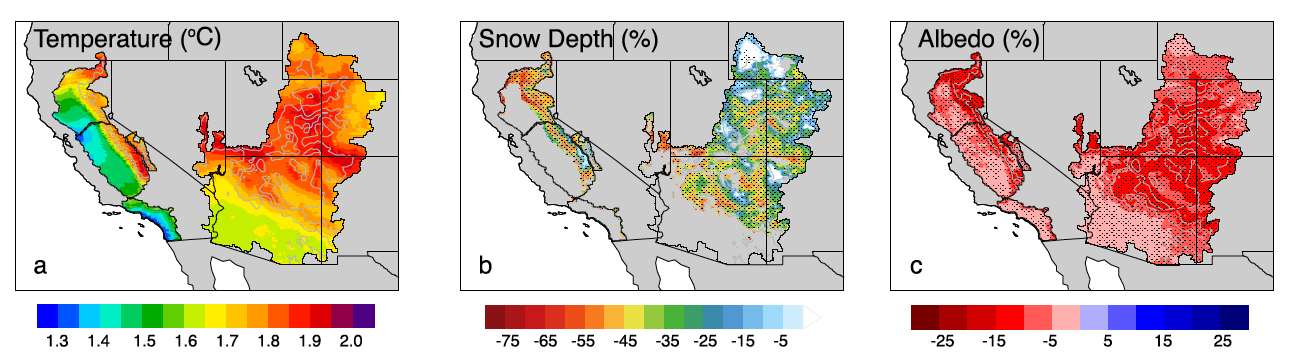 Temperature (°C) Snow Depth (%) Albedo (%)
a b c
1.3 1.4 1.5 1.6 1.7 1.8 1.9 2.0 -75 -65 -55 -45 -35 -25 -15 -5 -25 -15 -5 5 15 25